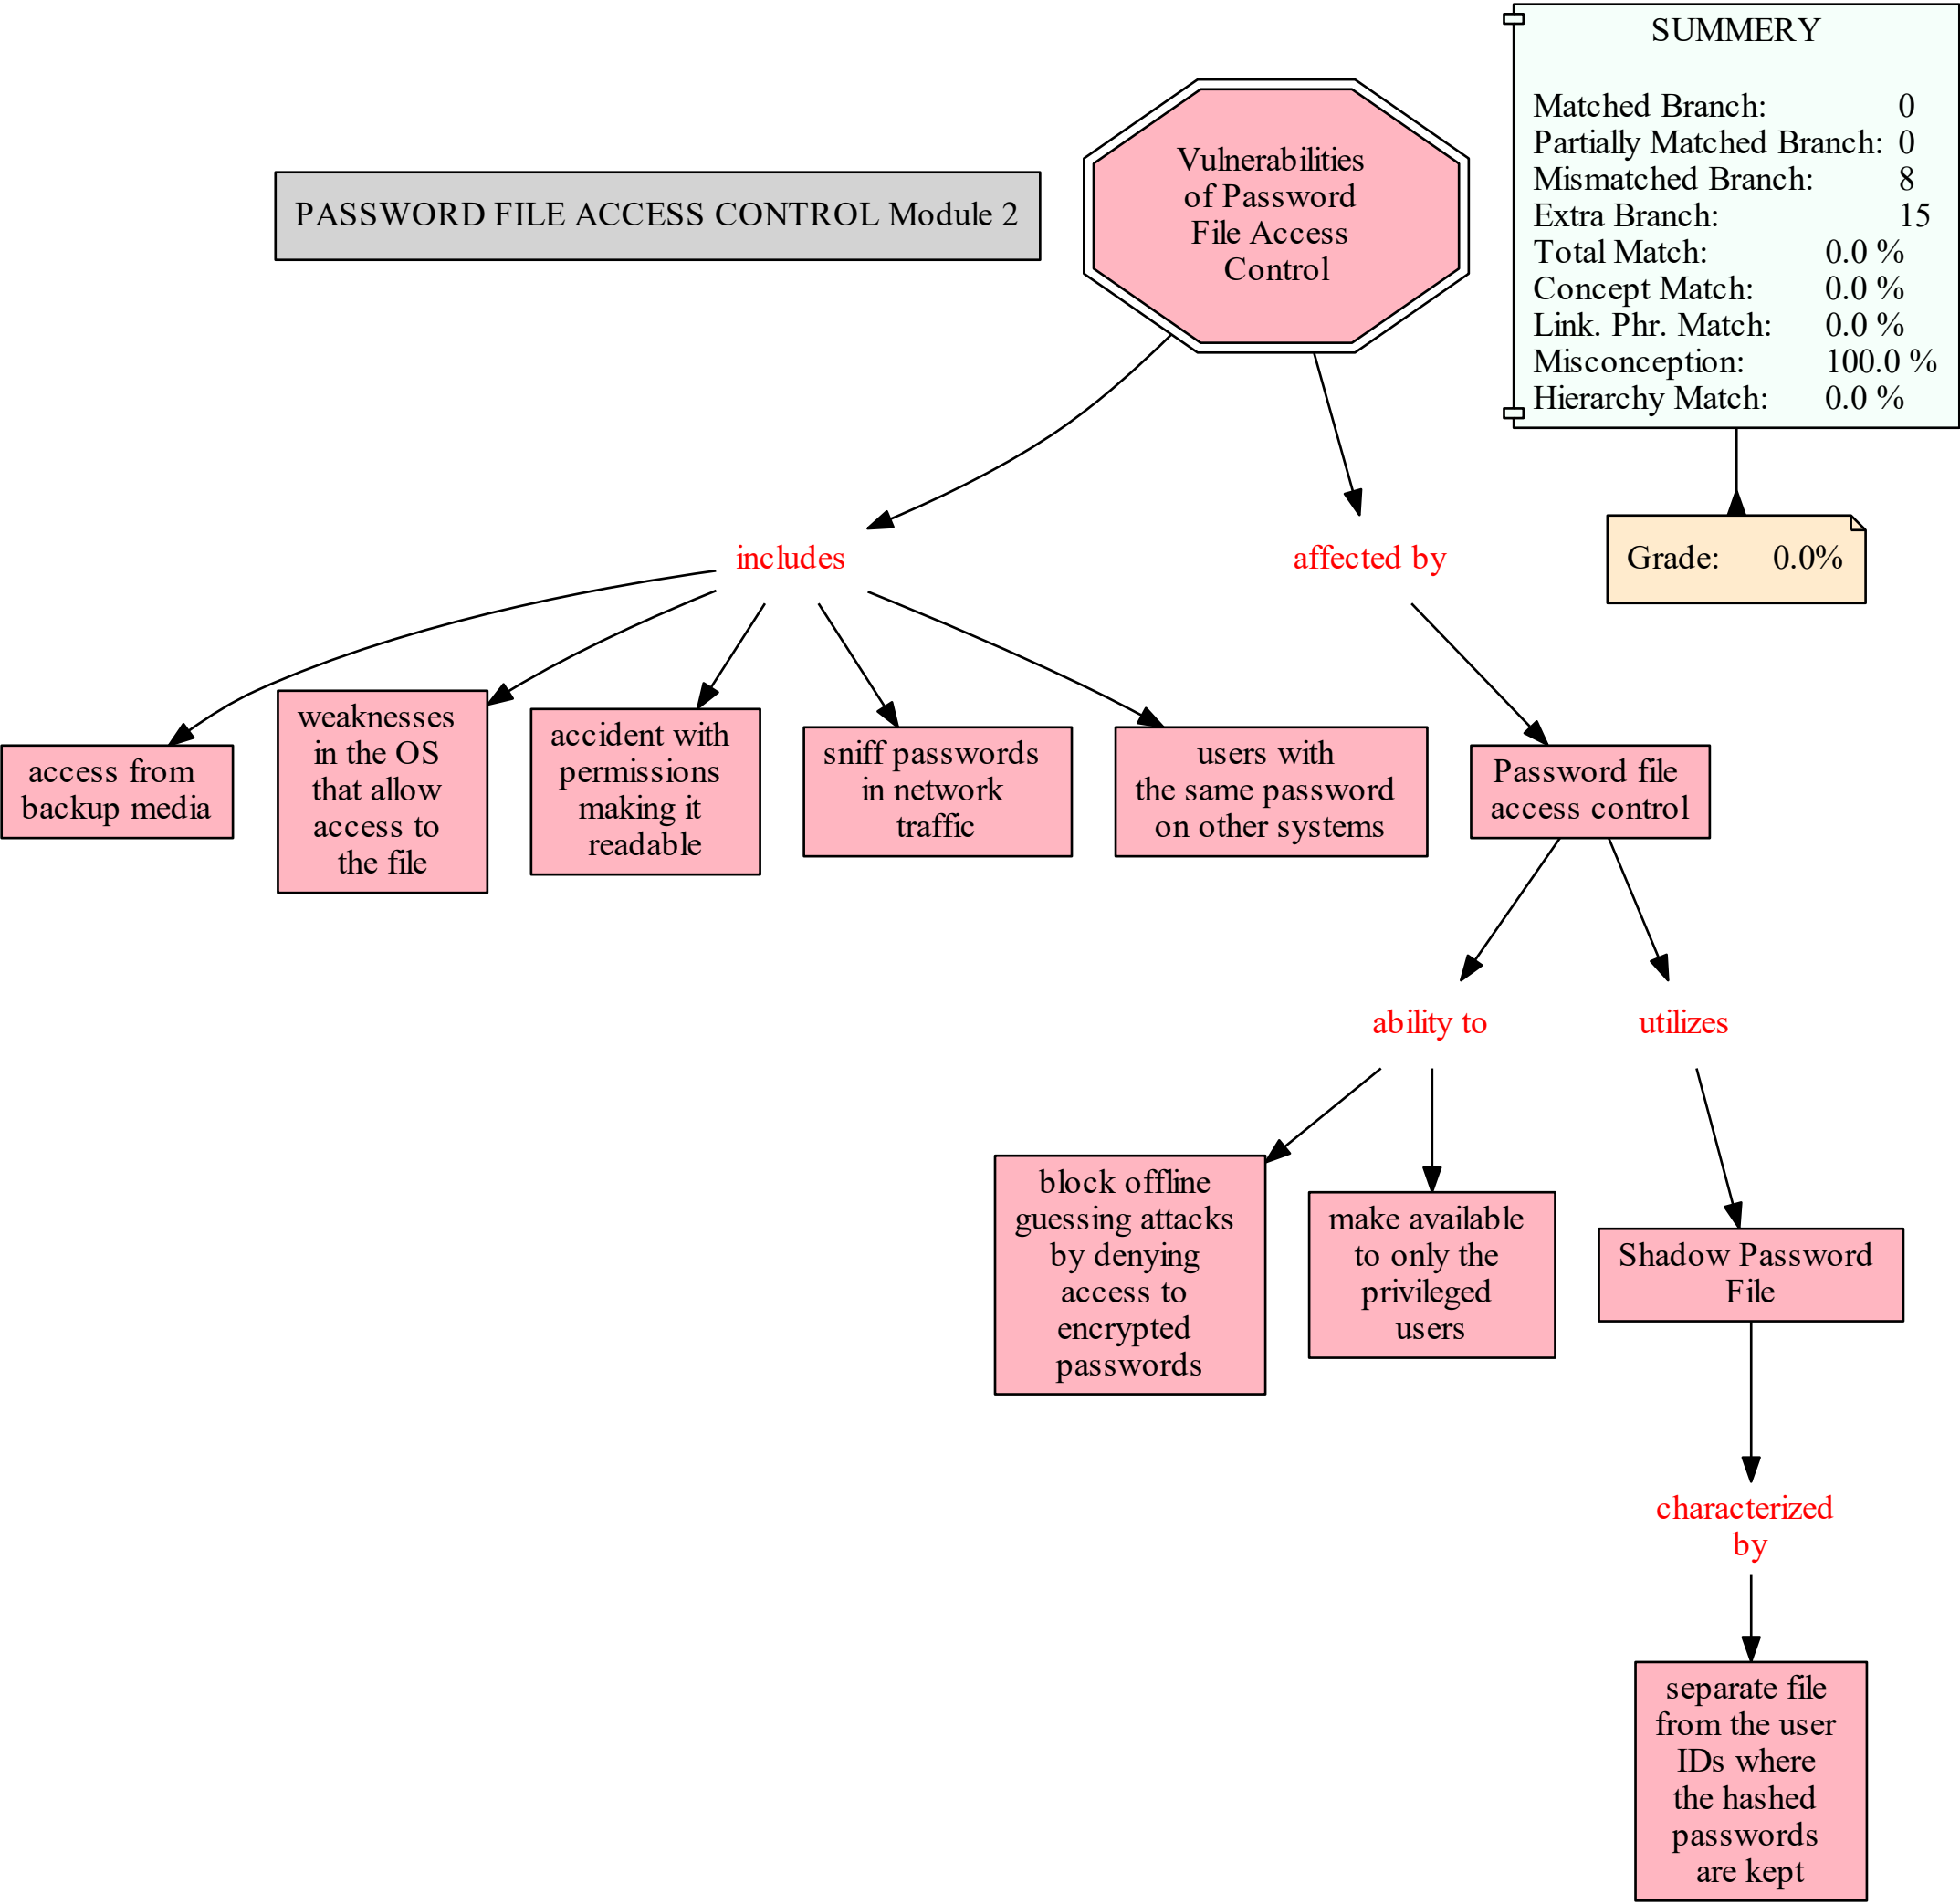 SUMMERY
Matched Branch: 0
Partially Matched Branch: 0
Mismatched Branch: 8
Extra Branch: 15
Total Match: 0.0 %
Concept Match: 0.0 %
Link. Phr. Match: 0.0 %
Misconception: 100.0 %
Hierarchy Match: 0.0 %
PASSWORD FILE ACCESS CONTROL Module 2
Vulnerabilities
of Password
File Access
Control
includes
affected by
Grade: 0.0%
access from
backup media
weaknesses
in the OS
that allow
access to
the file
accident with
permissions
making it
readable
sniff passwords
in network
traffic
users with
the same password
on other systems
Password file
access control
ability to
utilizes
block offline
guessing attacks
by denying
access to
encrypted
passwords
make available
to only the
privileged
users
Shadow Password
File
characterized
by
separate file
from the user
IDs where
the hashed
passwords
are kept